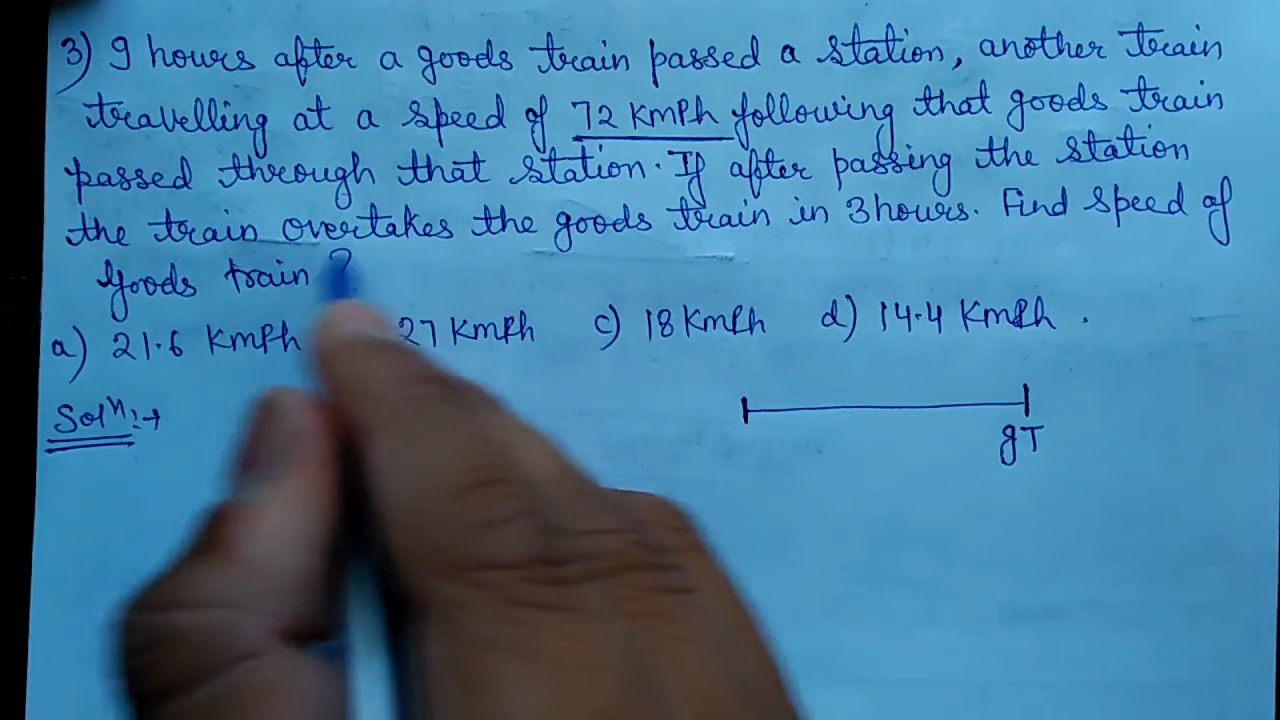 3) 9 hours after a goods train passed a station, another train
travelling at a speed of 72 KmPh following that goods train
passed through that station. If after passing the station
the train overtakes the goods train in 3 hours. Find speed of
goods train ?
a) 21.6 KmPh 27 KmPh c) 18 KmPh d) 14.4 KmPh .
Solⁿ:→
gT